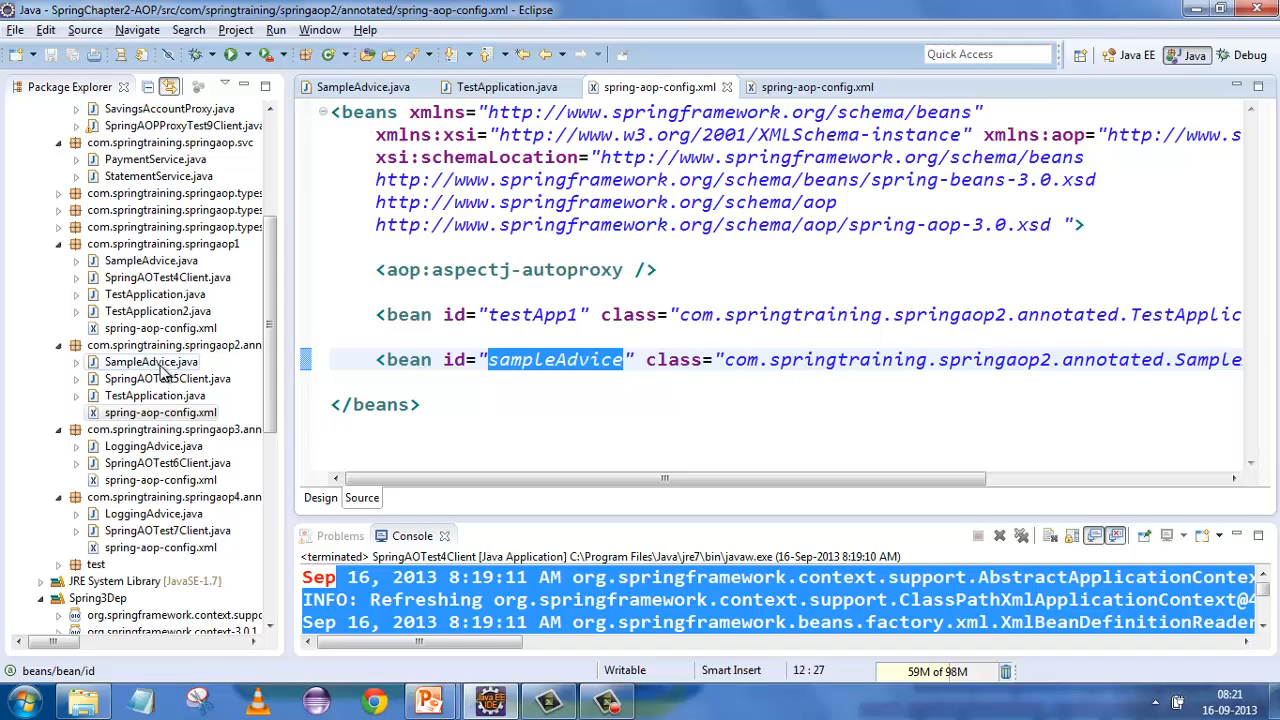 Java - SpringChapter2-AOP/src/com/springtraining/springaop2/annotated/spring-aop-config.xml - Eclipse
File Edit Source Navigate Search Project Run Window Help
Quick Access
Java EE
Java
Debug
Package Explorer
SavingsAccountProxy.java
SpringAOPProxyTest9Client.java
com.springtraining.springaop.svc
PaymentService.java
StatementService.java
com.springtraining.springaop.types
com.springtraining.springaop.types
com.springtraining.springaop.types
com.springtraining.springaop1
SampleAdvice.java
SpringAOTest4Client.java
TestApplication.java
TestApplication2.java
spring-aop-config.xml
com.springtraining.springaop2.ann
SampleAdvice.java
SpringAOTest5Client.java
TestApplication.java
spring-aop-config.xml
com.springtraining.springaop3.ann
LoggingAdvice.java
SpringAOTest6Client.java
spring-aop-config.xml
com.springtraining.springaop4.ann
LoggingAdvice.java
SpringAOTest7Client.java
spring-aop-config.xml
test
JRE System Library [JavaSE-1.7]
Spring3Dep
org.springframework.context.suppo
org.springframework.context-3.0.1
SampleAdvice.java
TestApplication.java
spring-aop-config.xml
spring-aop-config.xml
<beans xmlns="http://www.springframework.org/schema/beans"
xmlns:xsi="http://www.w3.org/2001/XMLSchema-instance" xmlns:aop="http://www.s
xsi:schemaLocation="http://www.springframework.org/schema/beans
http://www.springframework.org/schema/beans/spring-beans-3.0.xsd
http://www.springframework.org/schema/aop
http://www.springframework.org/schema/aop/spring-aop-3.0.xsd ">
<aop:aspectj-autoproxy />
<bean id="testApp1" class="com.springtraining.springaop2.annotated.TestApplic
<bean id="sampleAdvice" class="com.springtraining.springaop2.annotated.Sample
</beans>
Design
Source
Problems
Console
<terminated> SpringAOTest4Client [Java Application] C:\Program Files\Java\jre7\bin\javaw.exe (16-Sep-2013 8:19:10 AM)
Sep 16, 2013 8:19:11 AM org.springframework.context.support.AbstractApplicationContex
INFO: Refreshing org.springframework.context.support.ClassPathXmlApplicationContext@4
Sep 16, 2013 8:19:11 AM org.springframework.beans.factory.xml.XmlBeanDefinitionReader
beans/bean/id
Writable
Smart Insert
12 : 27
59M of 98M
08:21
16-09-2013